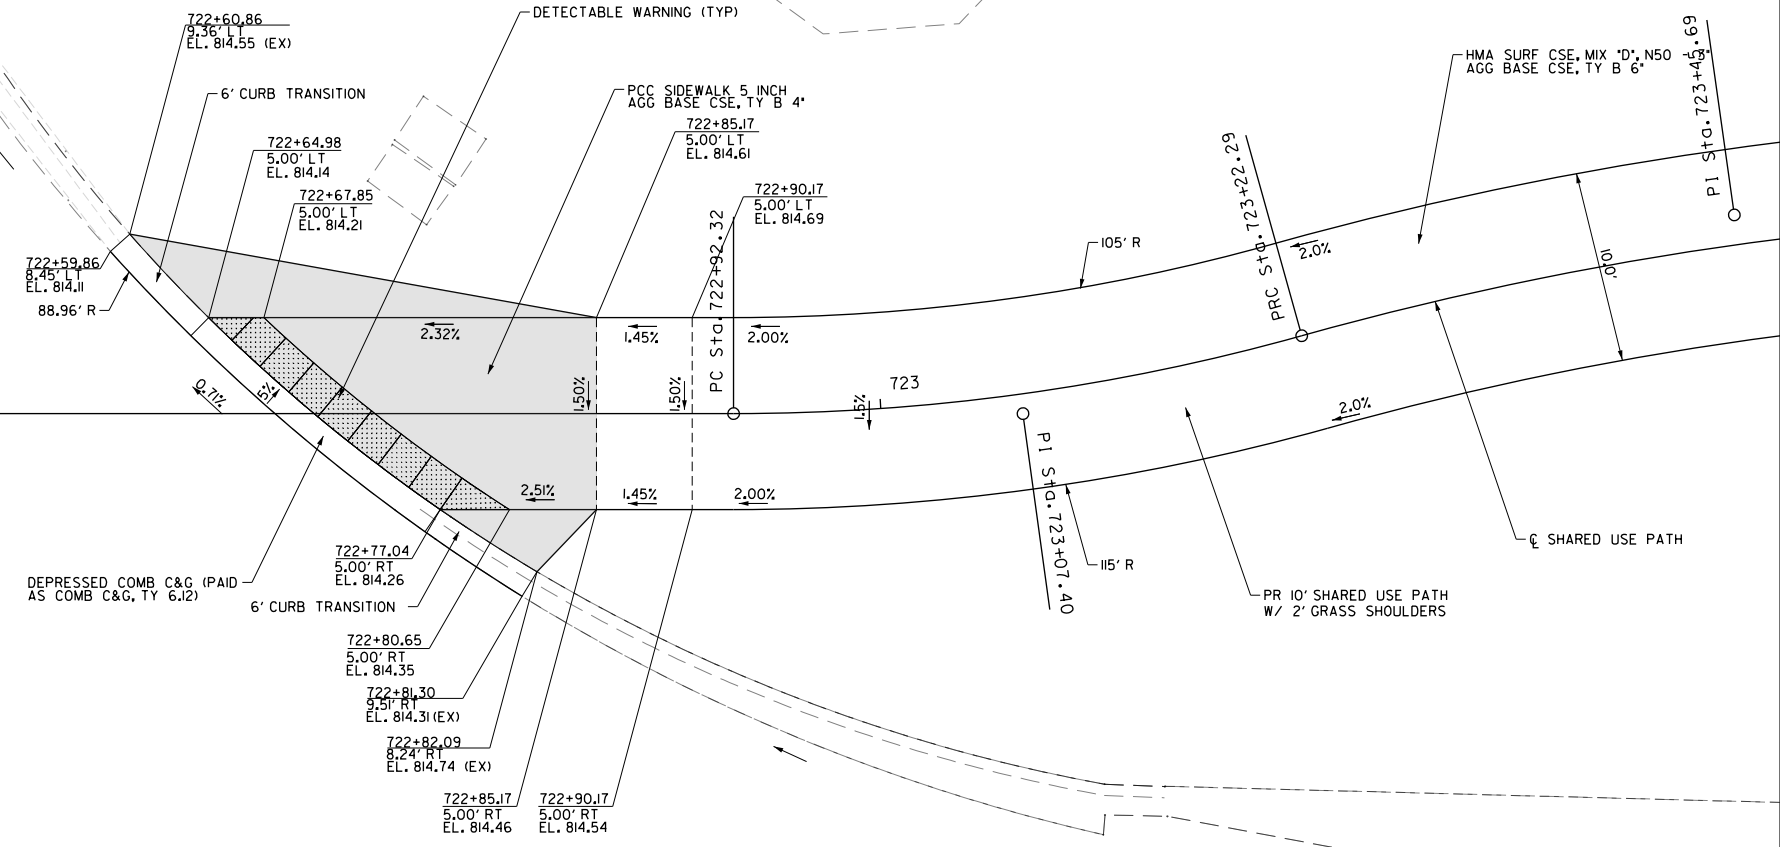 722+60.86
9.36' LT
EL. 814.55 (EX)
DETECTABLE WARNING (TYP)
6' CURB TRANSITION
PCC SIDEWALK 5 INCH
AGG BASE CSE, TY B 4"
HMA SURF CSE, MIX "D", N50 - 3"
AGG BASE CSE, TY B 6"
PI Sta. 723+45.69
722+64.98
5.00' LT
EL. 814.14
722+85.17
5.00' LT
EL. 814.61
722+67.85
5.00' LT
EL. 814.21
722+90.17
5.00' LT
EL. 814.69
PC Sta. 722+92.32
PRC Sta. 723+22.29
722+59.86
8.45' LT
EL. 814.11
88.96' R
105' R
2.0%
10.0'
2.32%
1.45%
2.00%
0.71%
5%
1.50%
1.50%
1.5%
723
2.0%
PI Sta. 723+07.40
2.51%
1.45%
2.00%
722+77.04
5.00' RT
EL. 814.26
DEPRESSED COMB C&G (PAID
AS COMB C&G, TY 6.12)
6' CURB TRANSITION
115' R
℄ SHARED USE PATH
PR 10' SHARED USE PATH
W/ 2' GRASS SHOULDERS
722+80.65
5.00' RT
EL. 814.35
722+81.30
9.51' RT
EL. 814.31 (EX)
722+82.09
8.24' RT
EL. 814.74 (EX)
722+85.17
5.00' RT
EL. 814.46
722+90.17
5.00' RT
EL. 814.54